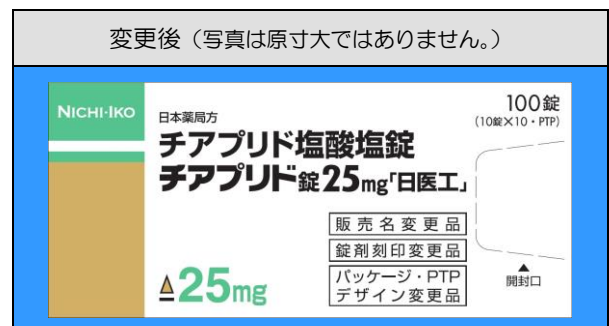 変更後（写真は原寸大ではありません。）
NICHI-IKO
日本薬局方
100錠
(10錠×10・PTP)
チアプリド塩酸塩錠
チアプリド錠25mg「日医工」
販売名変更品
錠剤刻印変更品
パッケージ・PTP
デザイン変更品
25mg
▲
開封口